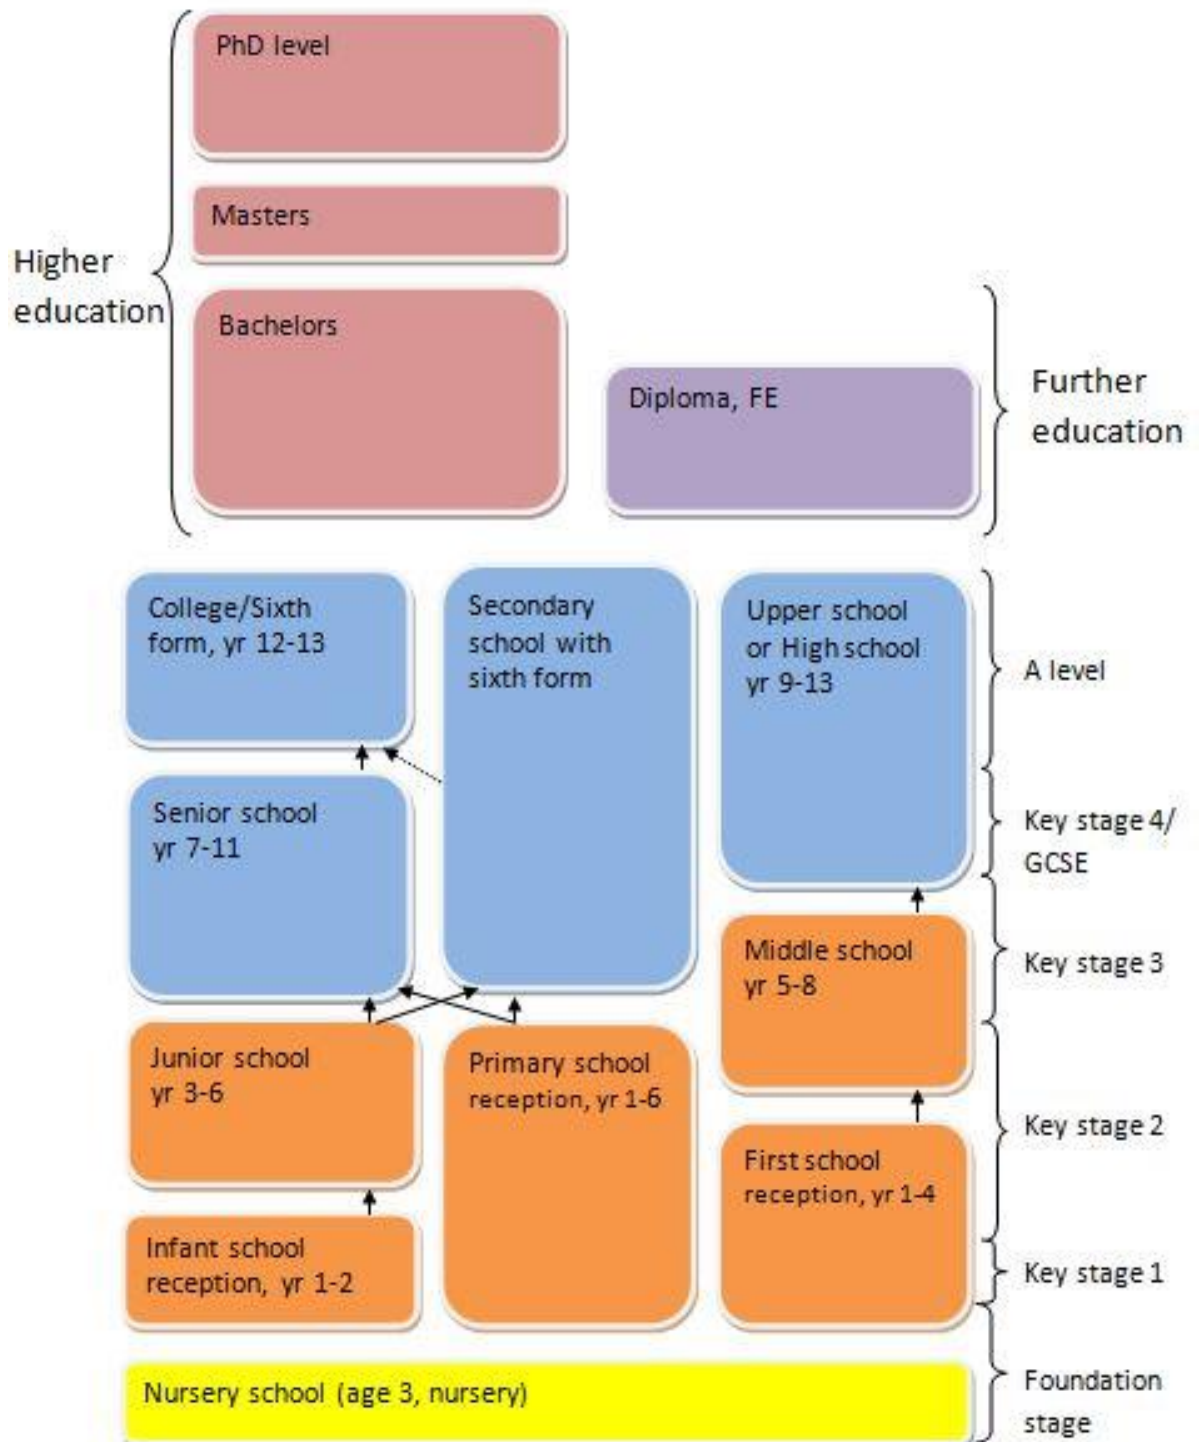 PhD level
Masters
Higher
education
Bachelors
Diploma, FE
Further
education
College/Sixth
form, yr 12-13
Secondary
school with
sixth form
Upper school
or High school
yr 9-13
A level
Senior school
yr 7-11
Key stage 4/
GCSE
Middle school
yr 5-8
Key stage 3
Junior school
yr 3-6
Primary school
reception, yr 1-6
Key stage 2
First school
reception, yr 1-4
Infant school
reception, yr 1-2
Key stage 1
Nursery school (age 3, nursery)
Foundation
stage